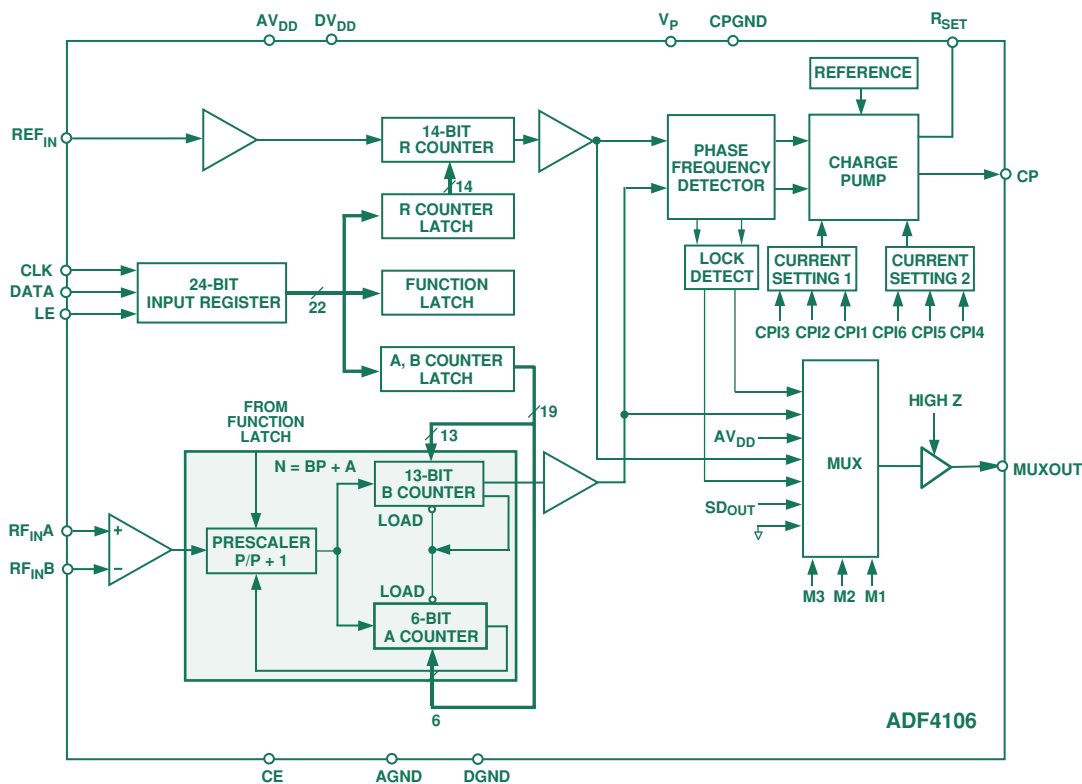 AVDD DVDD VP CPGND RSET
REFERENCE
REFIN
14-BIT
R COUNTER
PHASE
FREQUENCY
DETECTOR
CHARGE
PUMP
CP
14
R COUNTER
LATCH
CLK
DATA
LE
24-BIT
INPUT REGISTER
22
FUNCTION
LATCH
LOCK
DETECT
CURRENT
SETTING 1
CURRENT
SETTING 2
CPI3 CPI2 CPI1 CPI6 CPI5 CPI4
A, B COUNTER
LATCH
19
13
FROM
FUNCTION
LATCH
N = BP + A
13-BIT
B COUNTER
LOAD
RFINA
RFINB
+
−
PRESCALER
P/P + 1
LOAD
6-BIT
A COUNTER
6
HIGH Z
AVDD
MUX
MUXOUT
SDOUT
M3 M2 M1
ADF4106
CE AGND DGND